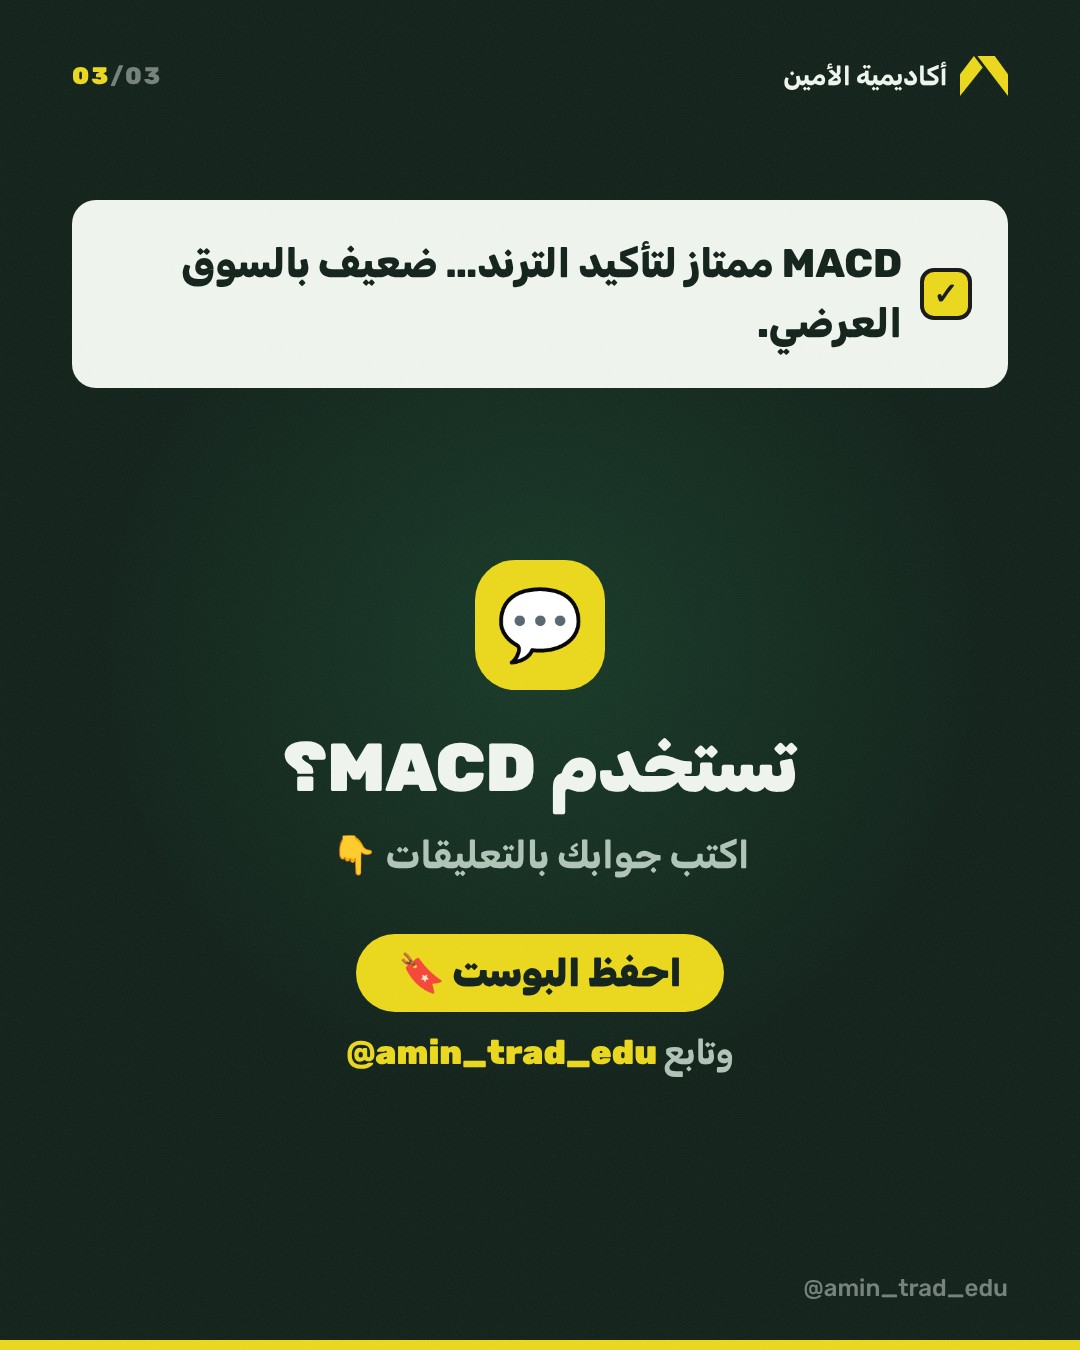 أكاديمية الأمين
03/03
MACD ممتاز لتأكيد الترند... ضعيف بالسوق
العرضي.
تستخدم MACD؟
اكتب جوابك بالتعليقات 👇
احفظ البوست 🔖
وتابع @amin_trad_edu
@amin_trad_edu